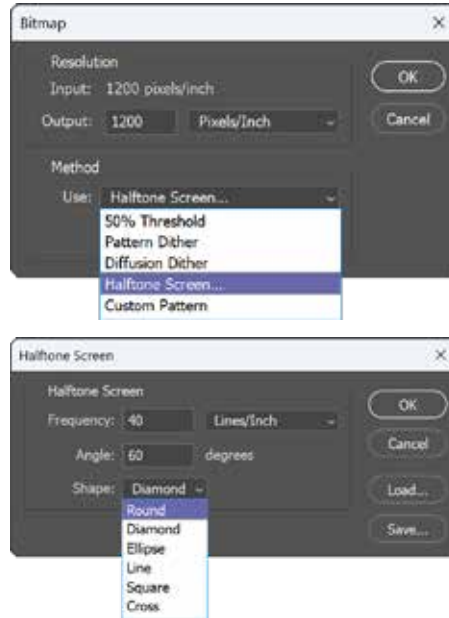 Bitmap
Resolution
Input: 1200 pixels/inch
Output: 1200 Pixels/Inch
OK
Cancel
Method
Use: Halftone Screen...
50% Threshold
Pattern Dither
Diffusion Dither
Halftone Screen...
Custom Pattern
Halftone Screen
Halftone Screen
Frequency: 40 Lines/Inch
Angle: 60 degrees
Shape: Diamond
Round
Diamond
Ellipse
Line
Square
Cross
OK
Cancel
Load...
Save...